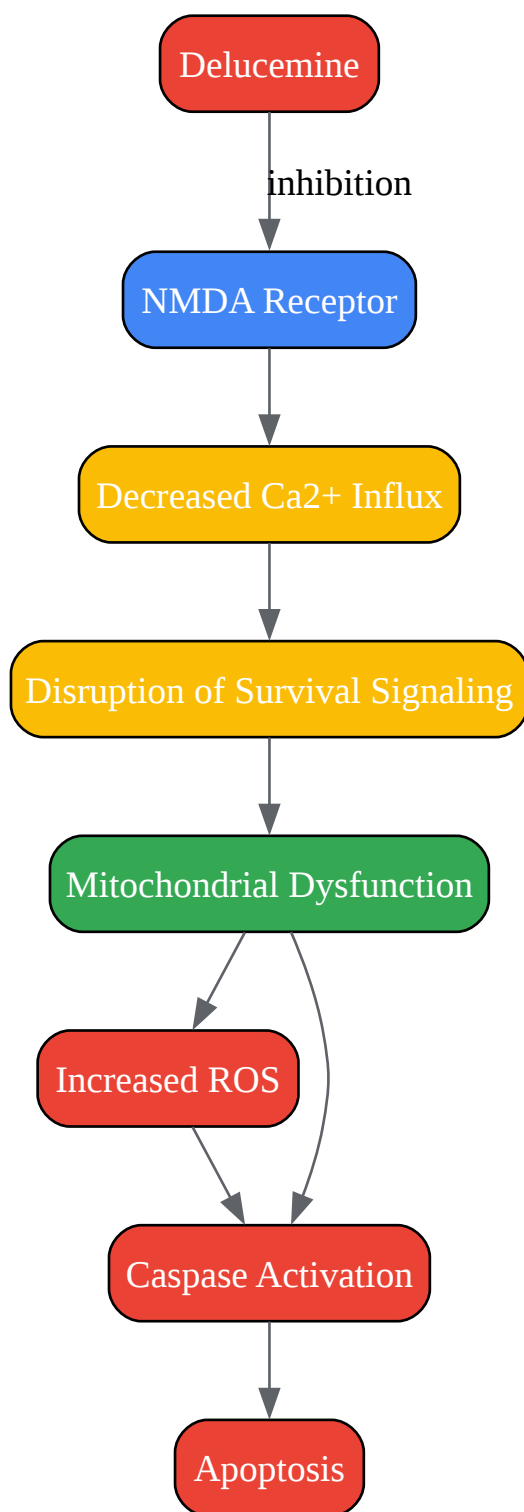 Delucemine
inhibition
NMDA Receptor
Decreased Ca2+ Influx
Disruption of Survival Signaling
Mitochondrial Dysfunction
Increased ROS
Caspase Activation
Apoptosis